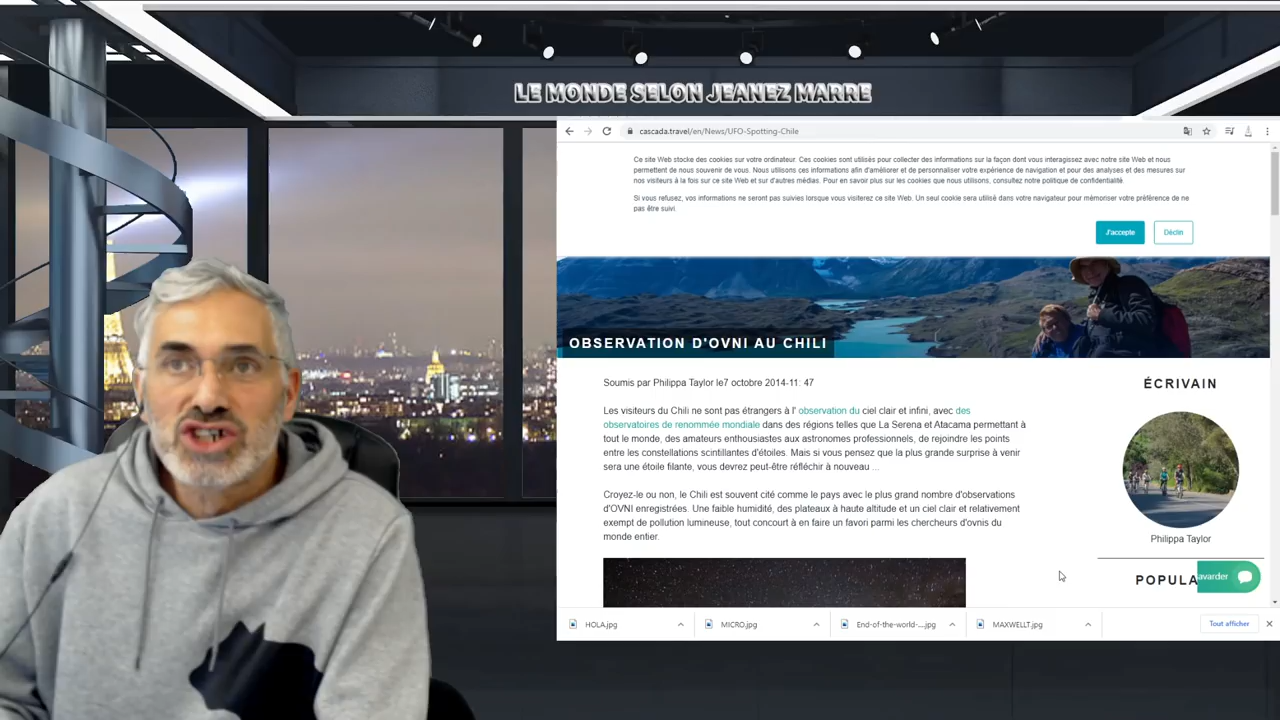 LE MONDE SELON JEANEZ MARRE
cascada.travel/en/News/UFO-Spotting-Chile
Ce site Web stocke des cookies sur votre ordinateur. Ces cookies sont utilisés pour collecter des informations sur la façon dont vous interagissez avec notre site Web et nous
permettent de nous souvenir de vous. Nous utilisons ces informations afin d'améliorer et de personnaliser votre expérience de navigation et pour des analyses et des mesures sur
nos visiteurs à la fois sur ce site Web et sur d'autres médias. Pour en savoir plus sur les cookies que nous utilisons, consultez notre politique de confidentialité.
Si vous refusez, vos informations ne seront pas suivies lorsque vous visiterez ce site Web. Un seul cookie sera utilisé dans votre navigateur pour mémoriser votre préférence de ne
pas être suivi.
J'accepte
Déclin
OBSERVATION D'OVNI AU CHILI
Soumis par Philippa Taylor le7 octobre 2014-11: 47
ÉCRIVAIN
Les visiteurs du Chili ne sont pas étrangers à l' observation du ciel clair et infini, avec des
observatoires de renommée mondiale dans des régions telles que La Serena et Atacama permettant à
tout le monde, des amateurs enthousiastes aux astronomes professionnels, de rejoindre les points
entre les constellations scintillantes d'étoiles. Mais si vous pensez que la plus grande surprise à venir
sera une étoile filante, vous devrez peut-être réfléchir à nouveau ...
Croyez-le ou non, le Chili est souvent cité comme le pays avec le plus grand nombre d'observations
d'OVNI enregistrées. Une faible humidité, des plateaux à haute altitude et un ciel clair et relativement
exempt de pollution lumineuse, tout concourt à en faire un favori parmi les chercheurs d'ovnis du
monde entier.
Philippa Taylor
POPULA
avarder
HOLA.jpg
MICRO.jpg
End-of-the-world-....jpg
MAXWELLT.jpg
Tout afficher